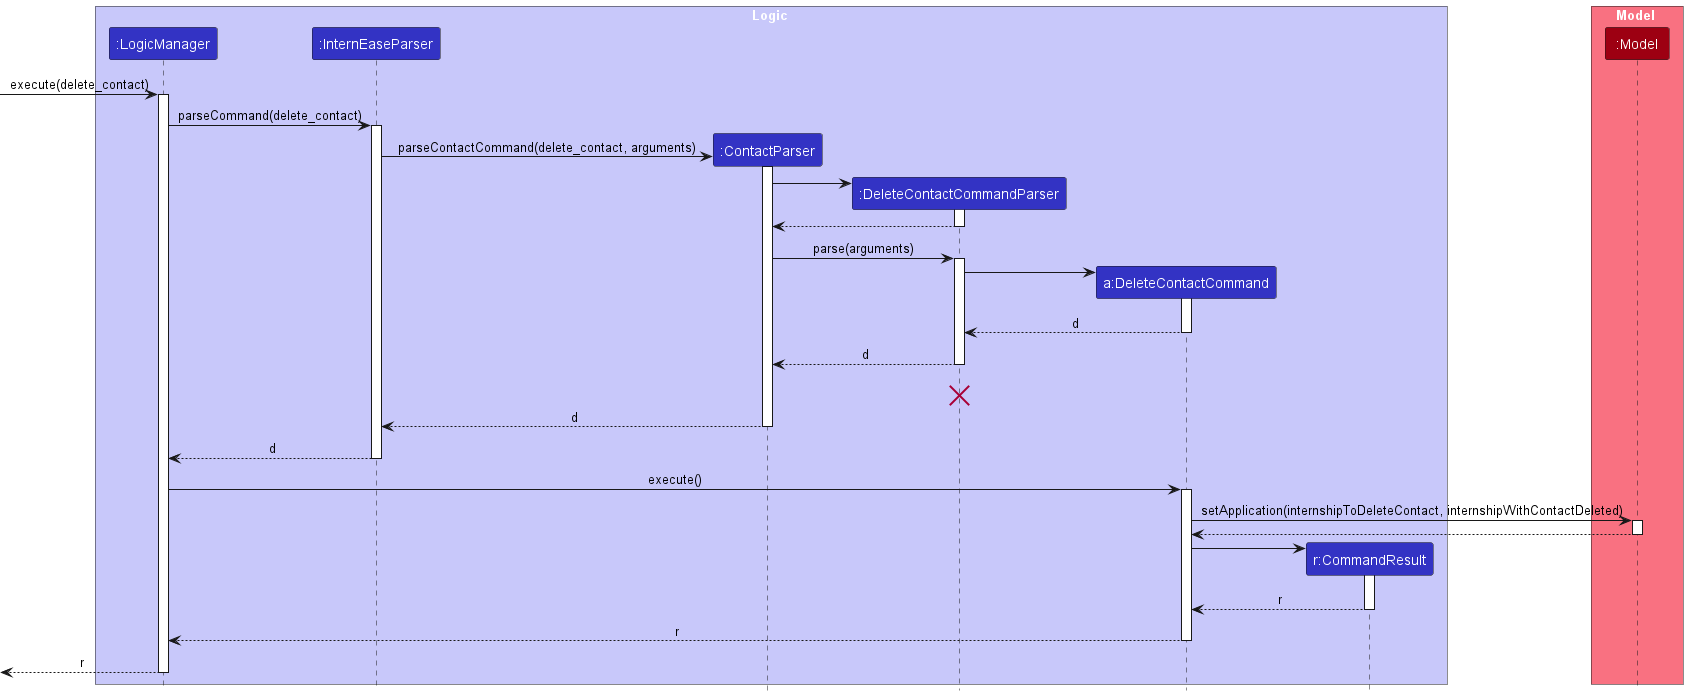 Logic
Model
:LogicManager
:InternEaseParser
:Model
execute(delete_contact)
parseCommand(delete_contact)
parseContactCommand(delete_contact, arguments)
:ContactParser
:DeleteContactCommandParser
parse(arguments)
a:DeleteContactCommand
d
d
d
d
execute()
setApplication(internshipToDeleteContact, internshipWithContactDeleted)
r:CommandResult
r
r
r